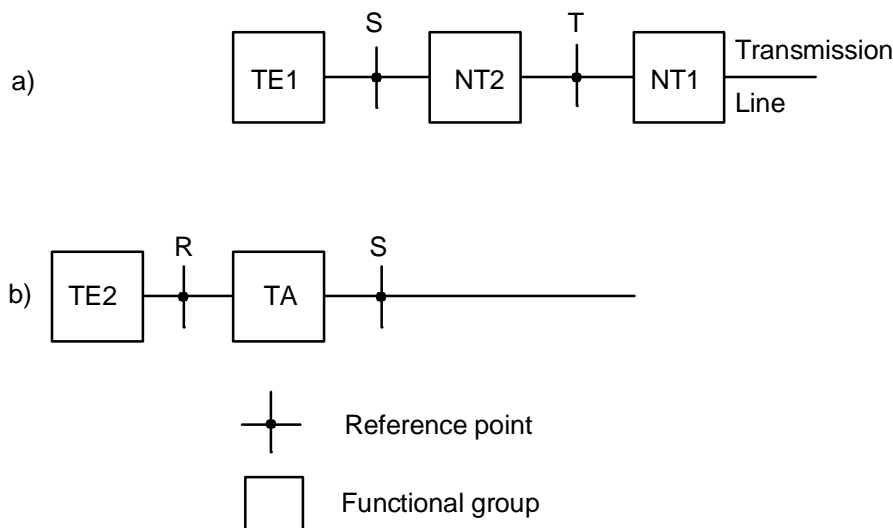 S
T
a)
TE1
NT2
NT1
Transmission
Line
R
S
b)
TE2
TA
Reference point
Functional group